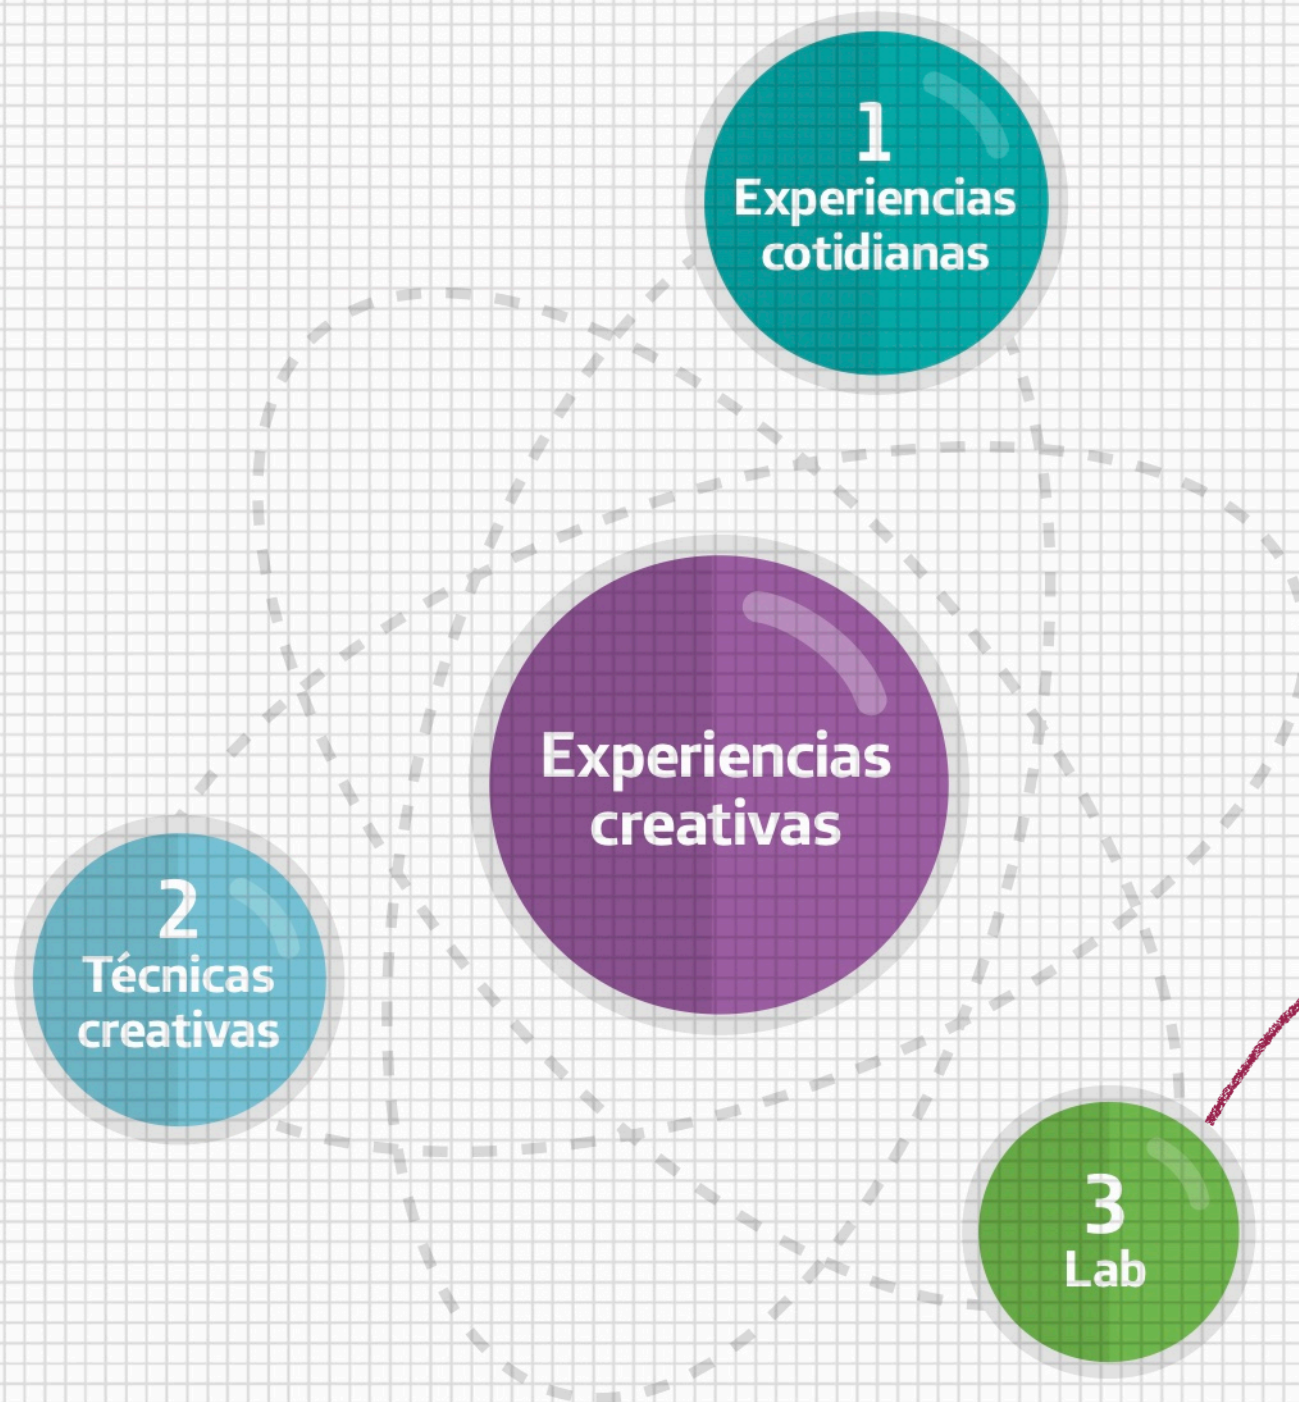 1
Experiencias
cotidianas
Experiencias
creativas
2
Técnicas
creativas
3
Lab